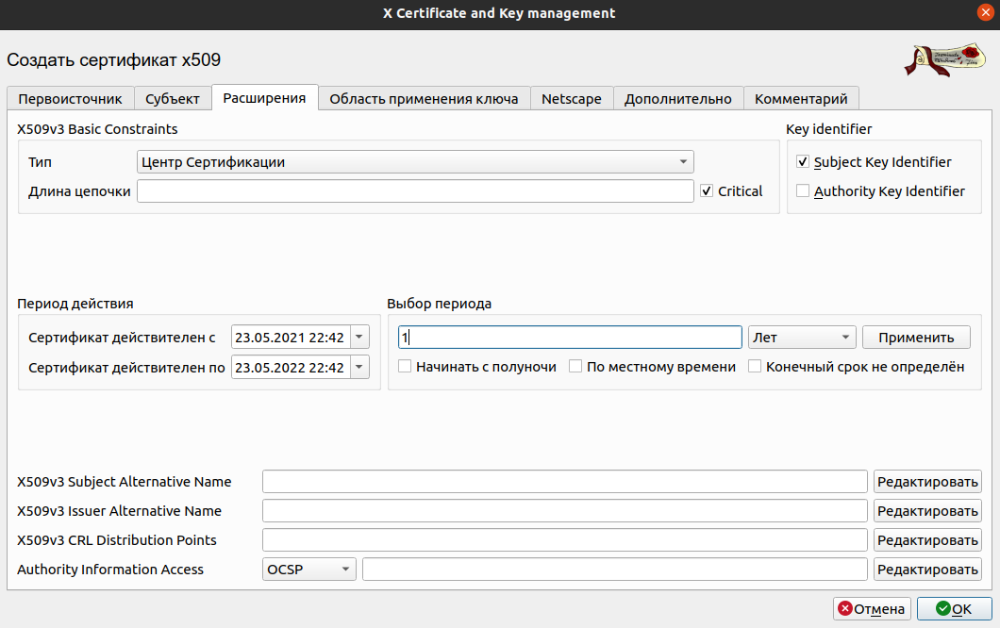 X Certificate and Key management
Создать сертификат x509
Первоисточник Субъект Расширения Область применения ключа Netscape Дополнительно Комментарий
X509v3 Basic Constraints Key identifier
Тип Центр Сертификации Subject Key Identifier
Длина цепочки Critical Authority Key Identifier
Период действия Выбор периода
Сертификат действителен с 23.05.2021 22:42 1 Лет Применить
Сертификат действителен по 23.05.2022 22:42 Начинать с полуночи По местному времени Конечный срок не определён
X509v3 Subject Alternative Name Редактировать
X509v3 Issuer Alternative Name Редактировать
X509v3 CRL Distribution Points Редактировать
Authority Information Access OCSP Редактировать
Отмена OK